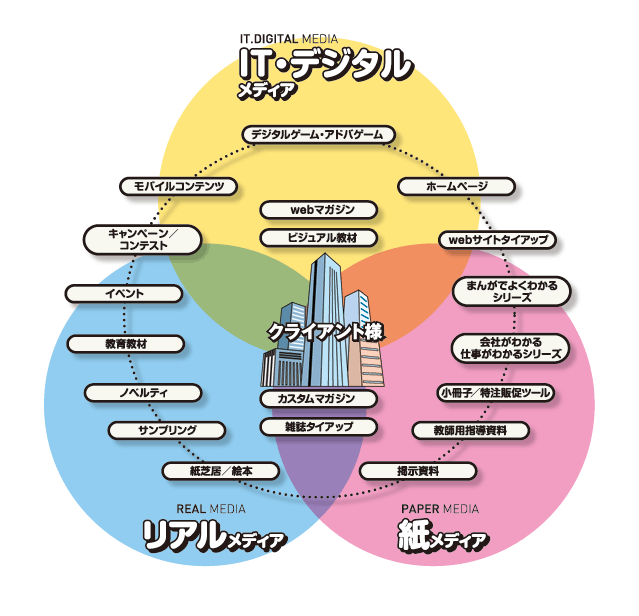 IT.DIGITAL MEDIA
IT・デジタル
メディア
デジタルゲーム・アドバゲーム
モバイルコンテンツ
ホームページ
webマガジン
キャンペーン／
コンテスト
ビジュアル教材
webサイトタイアップ
イベント
まんがでよくわかる
シリーズ
クライアント様
教育教材
会社がわかる
仕事がわかるシリーズ
ノベルティ
カスタムマガジン
小冊子／特注販促ツール
サンプリング
雑誌タイアップ
教師用指導資料
紙芝居／絵本
掲示資料
REAL MEDIA
リアルメディア
PAPER MEDIA
紙メディア